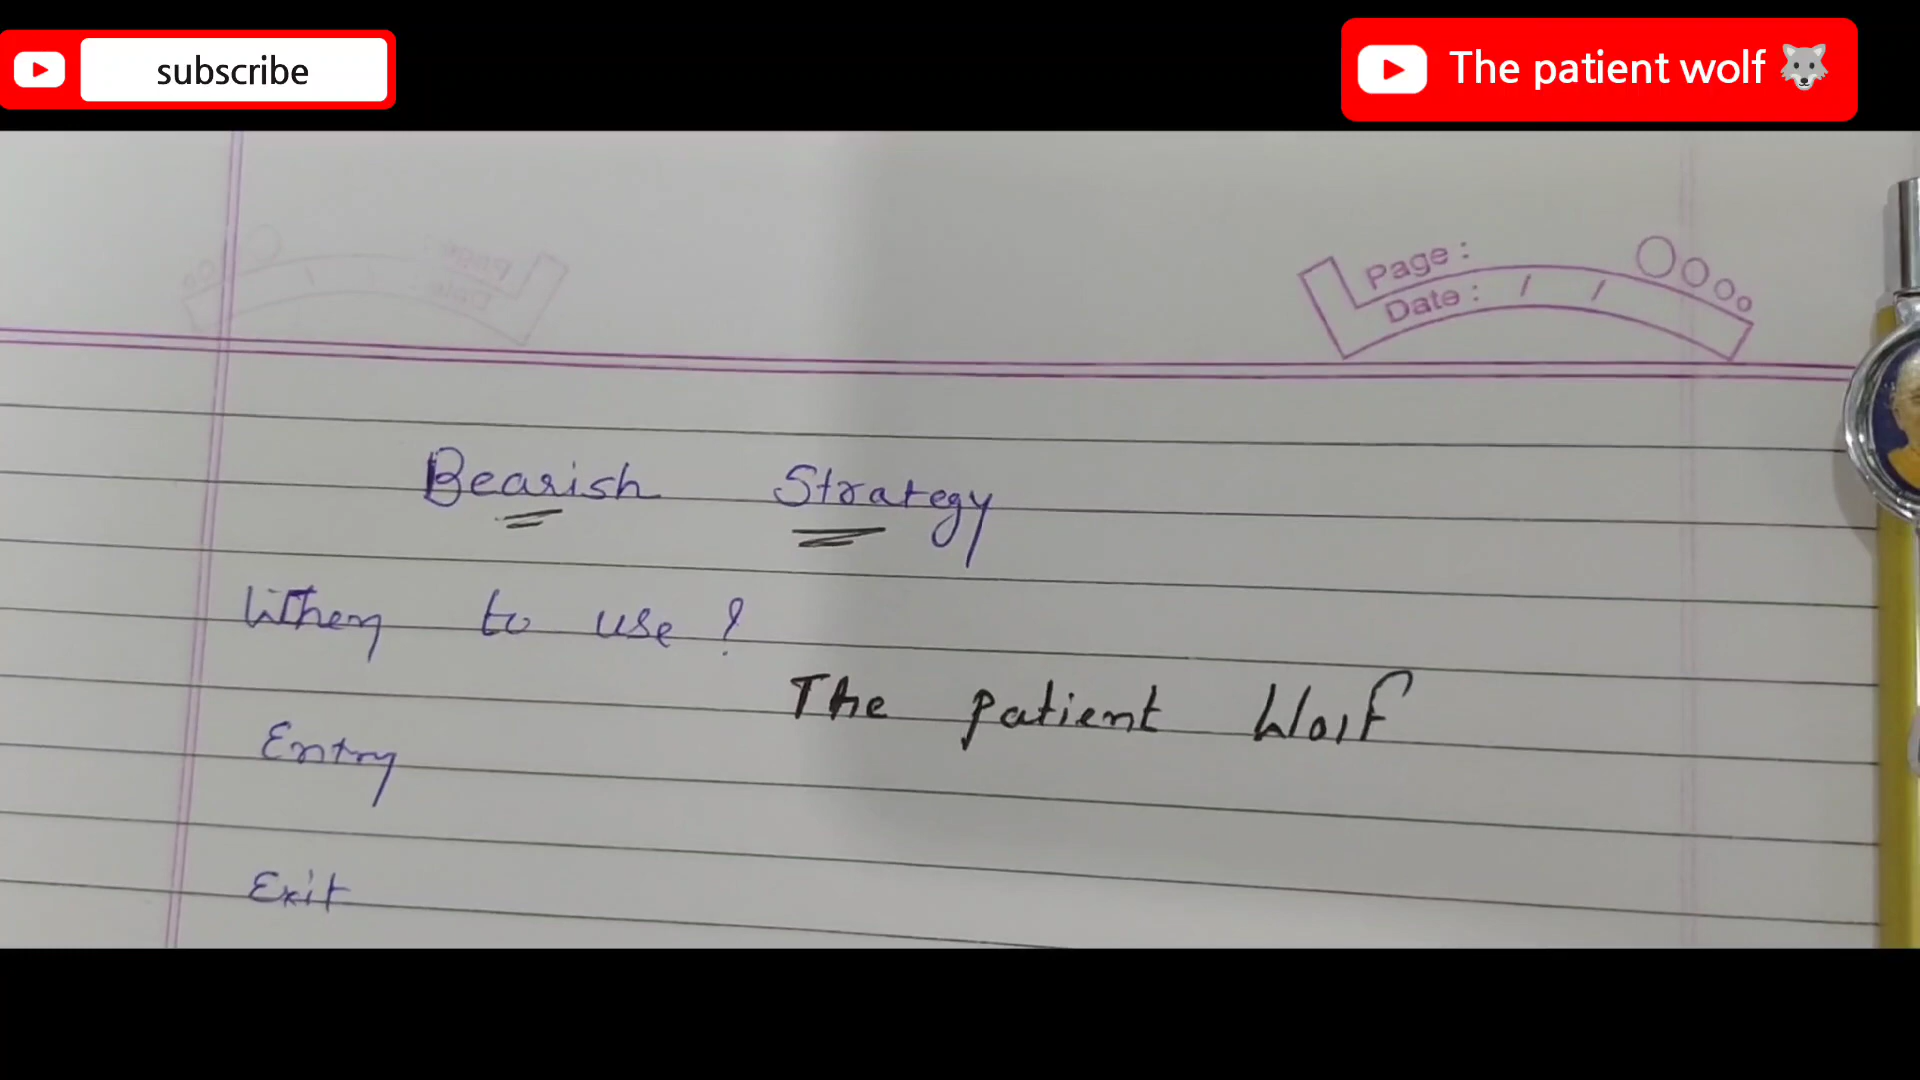 subscribe
The patient wolf
Page :
Date : / /
Bearish Strategy
When to use ?
The patient Wolf
Entry
Exit